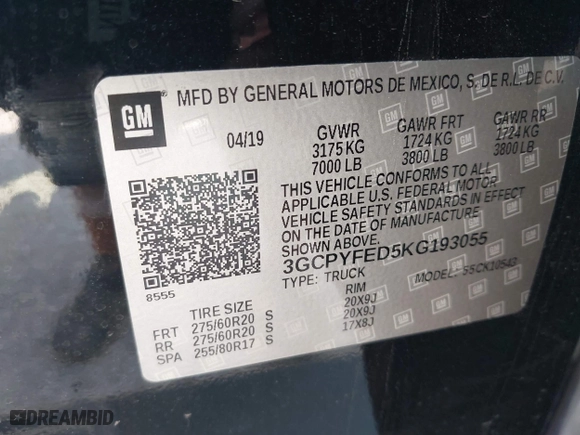 GM
MFD BY GENERAL MOTORS DE MEXICO, S. DE R.L. DE C.V.
04/19 GVWR GAWR FRT GAWR RR
3175 KG 1724 KG 1724 KG
7000 LB 3800 LB 3800 LB
THIS VEHICLE CONFORMS TO ALL
APPLICABLE U.S. FEDERAL MOTOR
VEHICLE SAFETY STANDARDS IN EFFECT
ON THE DATE OF MANUFACTURE
SHOWN ABOVE.
3GCPYFED5KG193055
TYPE: TRUCK MODEL:
8555
TIRE SIZE RIM
FRT 275/60R20 S 20X9J
RR 275/60R20 S 20X9J
SPA 255/80R17 S 17X8J
DREAMBID